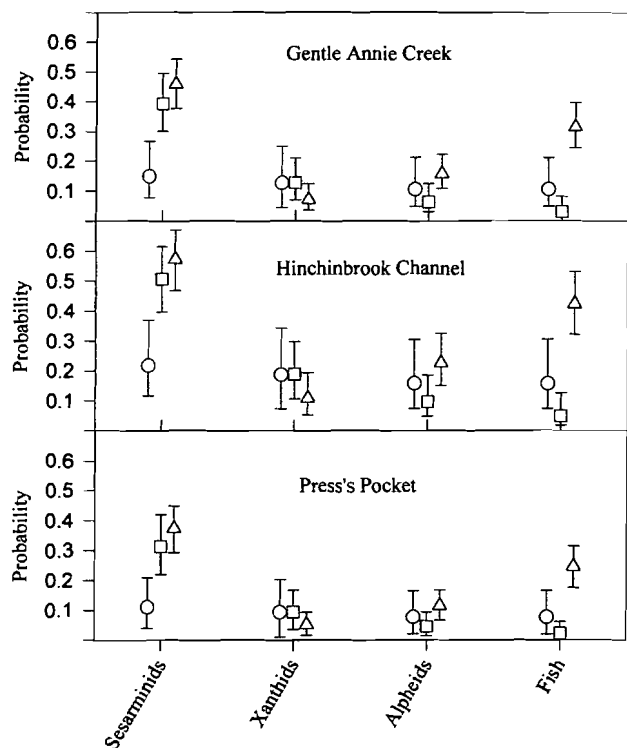 Gentle Annie Creek
Probability
0.6
0.5
0.4
0.3
0.2
0.1
Hinchinbrook Channel
Probability
0.6
0.5
0.4
0.3
0.2
0.1
Press's Pocket
Probability
0.6
0.5
0.4
0.3
0.2
0.1
Sesarminids
Xanthids
Alpheids
Fish